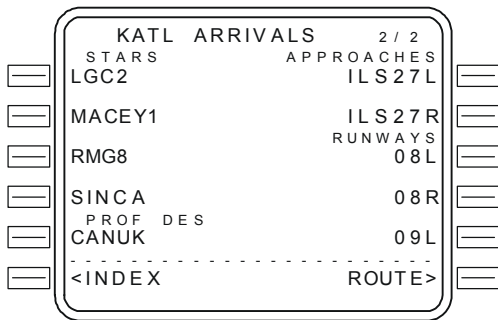 KATL ARRIVALS 2/2
STARS APPROACHES
LGC2 ILS27L
MACEY1 ILS27R
RUNWAYS
RMG8 08L
SINCA 08R
PROF DES
CANUK 09L
- - - - - - - - - - - - - - - - - - - - - - - -
<INDEX ROUTE>